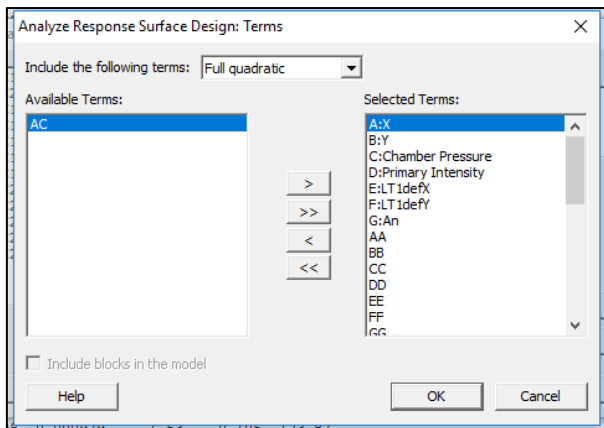 Analyze Response Surface Design: Terms
Include the following terms: Full quadratic
Available Terms:
AC
>
>>
<
<<
Selected Terms:
A:X
B:Y
C:Chamber Pressure
D:Primary Intensity
E:LT1defX
F:LT1defY
G:An
AA
BB
CC
DD
EE
FF
GG
Include blocks in the model
Help
OK
Cancel